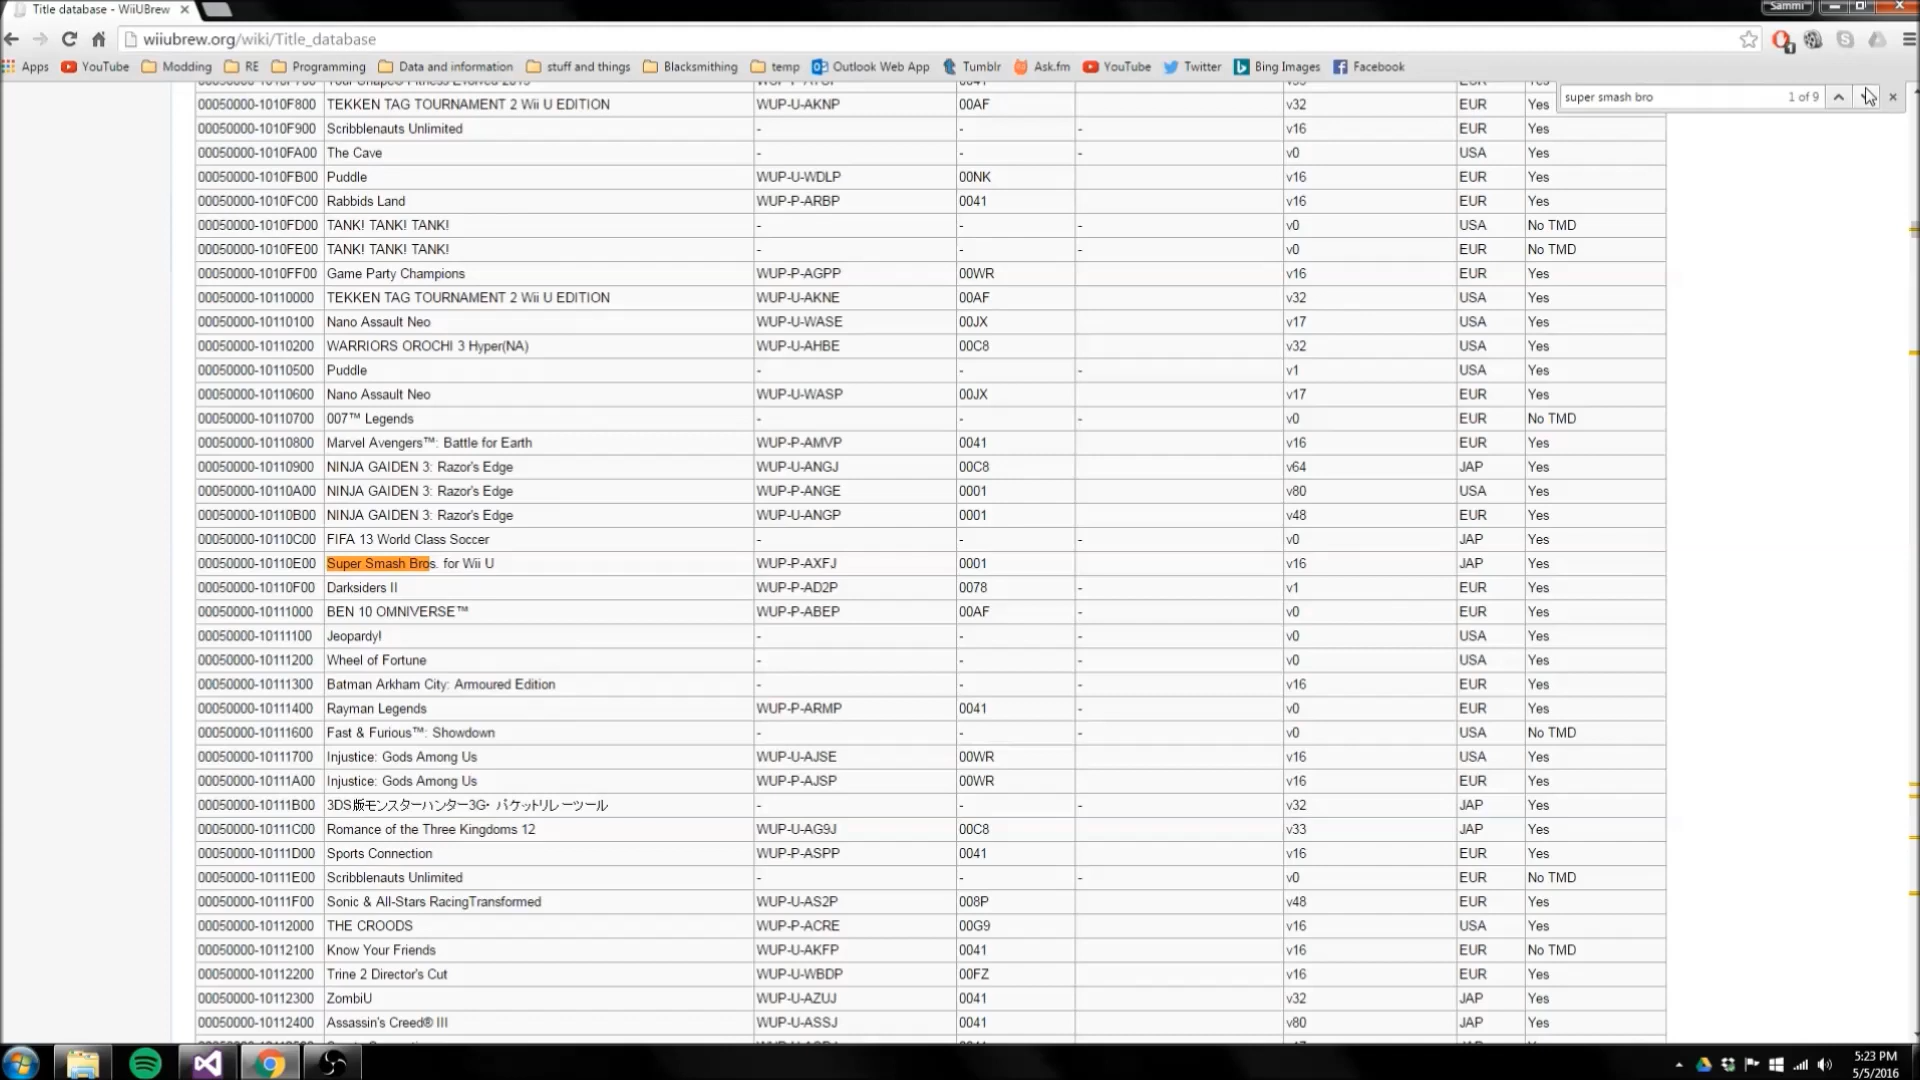 Title database - WiiUBrew
Sammi
wiiubrew.org/wiki/Title_database
Apps YouTube Modding RE Programming Data and information stuff and things Blacksmithing temp Outlook Web App Tumblr Ask.fm YouTube Twitter Bing Images Facebook
super smash bro 1 of 9
00050000-1010F800 TEKKEN TAG TOURNAMENT 2 Wii U EDITION WUP-U-AKNP 00AF v32 EUR Yes
00050000-1010F900 Scribblenauts Unlimited - - - v16 EUR Yes
00050000-1010FA00 The Cave - - - v0 USA Yes
00050000-1010FB00 Puddle WUP-U-WDLP 00NK v16 EUR Yes
00050000-1010FC00 Rabbids Land WUP-P-ARBP 0041 v16 EUR Yes
00050000-1010FD00 TANK! TANK! TANK! - - - v0 USA No TMD
00050000-1010FE00 TANK! TANK! TANK! - - - v0 EUR No TMD
00050000-1010FF00 Game Party Champions WUP-P-AGPP 00WR v16 EUR Yes
00050000-10110000 TEKKEN TAG TOURNAMENT 2 Wii U EDITION WUP-U-AKNE 00AF v32 USA Yes
00050000-10110100 Nano Assault Neo WUP-U-WASE 00JX v17 USA Yes
00050000-10110200 WARRIORS OROCHI 3 Hyper(NA) WUP-U-AHBE 00C8 v32 USA Yes
00050000-10110500 Puddle - - - v1 USA Yes
00050000-10110600 Nano Assault Neo WUP-U-WASP 00JX v17 EUR Yes
00050000-10110700 007™ Legends - - - v0 EUR No TMD
00050000-10110800 Marvel Avengers™: Battle for Earth WUP-P-AMVP 0041 v16 EUR Yes
00050000-10110900 NINJA GAIDEN 3: Razor's Edge WUP-U-ANGJ 00C8 v64 JAP Yes
00050000-10110A00 NINJA GAIDEN 3: Razor's Edge WUP-P-ANGE 0001 v80 USA Yes
00050000-10110B00 NINJA GAIDEN 3: Razor's Edge WUP-U-ANGP 0001 v48 EUR Yes
00050000-10110C00 FIFA 13 World Class Soccer - - - v0 JAP Yes
00050000-10110E00 Super Smash Bros. for Wii U WUP-P-AXFJ 0001 v16 JAP Yes
00050000-10110F00 Darksiders II WUP-P-AD2P 0078 - v1 EUR Yes
00050000-10111000 BEN 10 OMNIVERSE™ WUP-P-ABEP 00AF - v0 EUR Yes
00050000-10111100 Jeopardy! - - - v0 USA Yes
00050000-10111200 Wheel of Fortune - - - v0 USA Yes
00050000-10111300 Batman Arkham City: Armoured Edition - - - v16 EUR Yes
00050000-10111400 Rayman Legends WUP-P-ARMP 0041 - v0 EUR Yes
00050000-10111600 Fast & Furious™: Showdown - - - v0 USA No TMD
00050000-10111700 Injustice: Gods Among Us WUP-U-AJSE 00WR v16 USA Yes
00050000-10111A00 Injustice: Gods Among Us WUP-P-AJSP 00WR v16 EUR Yes
00050000-10111B00 3DS版モンスターハンター3G・ パケットリレーツール - - - v32 JAP Yes
00050000-10111C00 Romance of the Three Kingdoms 12 WUP-U-AG9J 00C8 v33 JAP Yes
00050000-10111D00 Sports Connection WUP-P-ASPP 0041 v16 EUR Yes
00050000-10111E00 Scribblenauts Unlimited - - - v0 EUR No TMD
00050000-10111F00 Sonic & All-Stars RacingTransformed WUP-U-AS2P 008P v48 EUR Yes
00050000-10112000 THE CROODS WUP-P-ACRE 00G9 v16 USA Yes
00050000-10112100 Know Your Friends WUP-U-AKFP 0041 v16 EUR No TMD
00050000-10112200 Trine 2 Director's Cut WUP-U-WBDP 00FZ v16 EUR Yes
00050000-10112300 ZombiU WUP-U-AZUJ 0041 v32 JAP Yes
00050000-10112400 Assassin's Creed® III WUP-U-ASSJ 0041 v80 JAP Yes
5:23 PM
5/5/2016